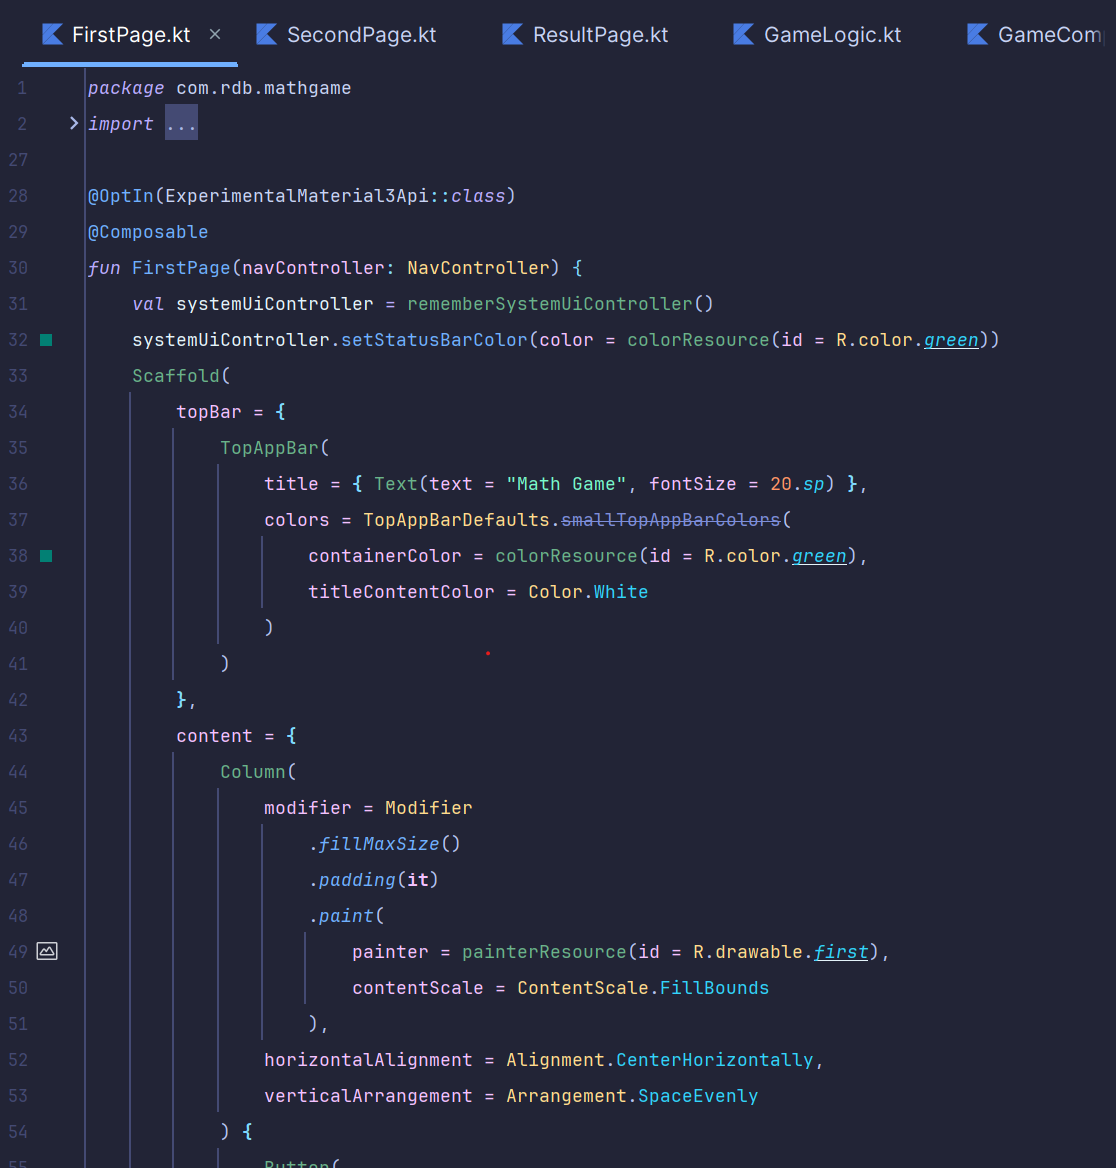 FirstPage.kt × SecondPage.kt ResultPage.kt GameLogic.kt GameCom
1 package com.rdb.mathgame
2 import ...
27
28 @OptIn(ExperimentalMaterial3Api::class)
29 @Composable
30 fun FirstPage(navController: NavController) {
31     val systemUiController = rememberSystemUiController()
32     systemUiController.setStatusBarColor(color = colorResource(id = R.color.green))
33     Scaffold(
34         topBar = {
35             TopAppBar(
36                 title = { Text(text = "Math Game", fontSize = 20.sp) },
37                 colors = TopAppBarDefaults.smallTopAppBarColors(
38                     containerColor = colorResource(id = R.color.green),
39                     titleContentColor = Color.White
40                 )
41             )
42         },
43         content = {
44             Column(
45                 modifier = Modifier
46                     .fillMaxSize()
47                     .padding(it)
48                     .paint(
49                         painter = painterResource(id = R.drawable.first),
50                         contentScale = ContentScale.FillBounds
51                     ),
52                 horizontalAlignment = Alignment.CenterHorizontally,
53                 verticalArrangement = Arrangement.SpaceEvenly
54             ) {
55                 Button(